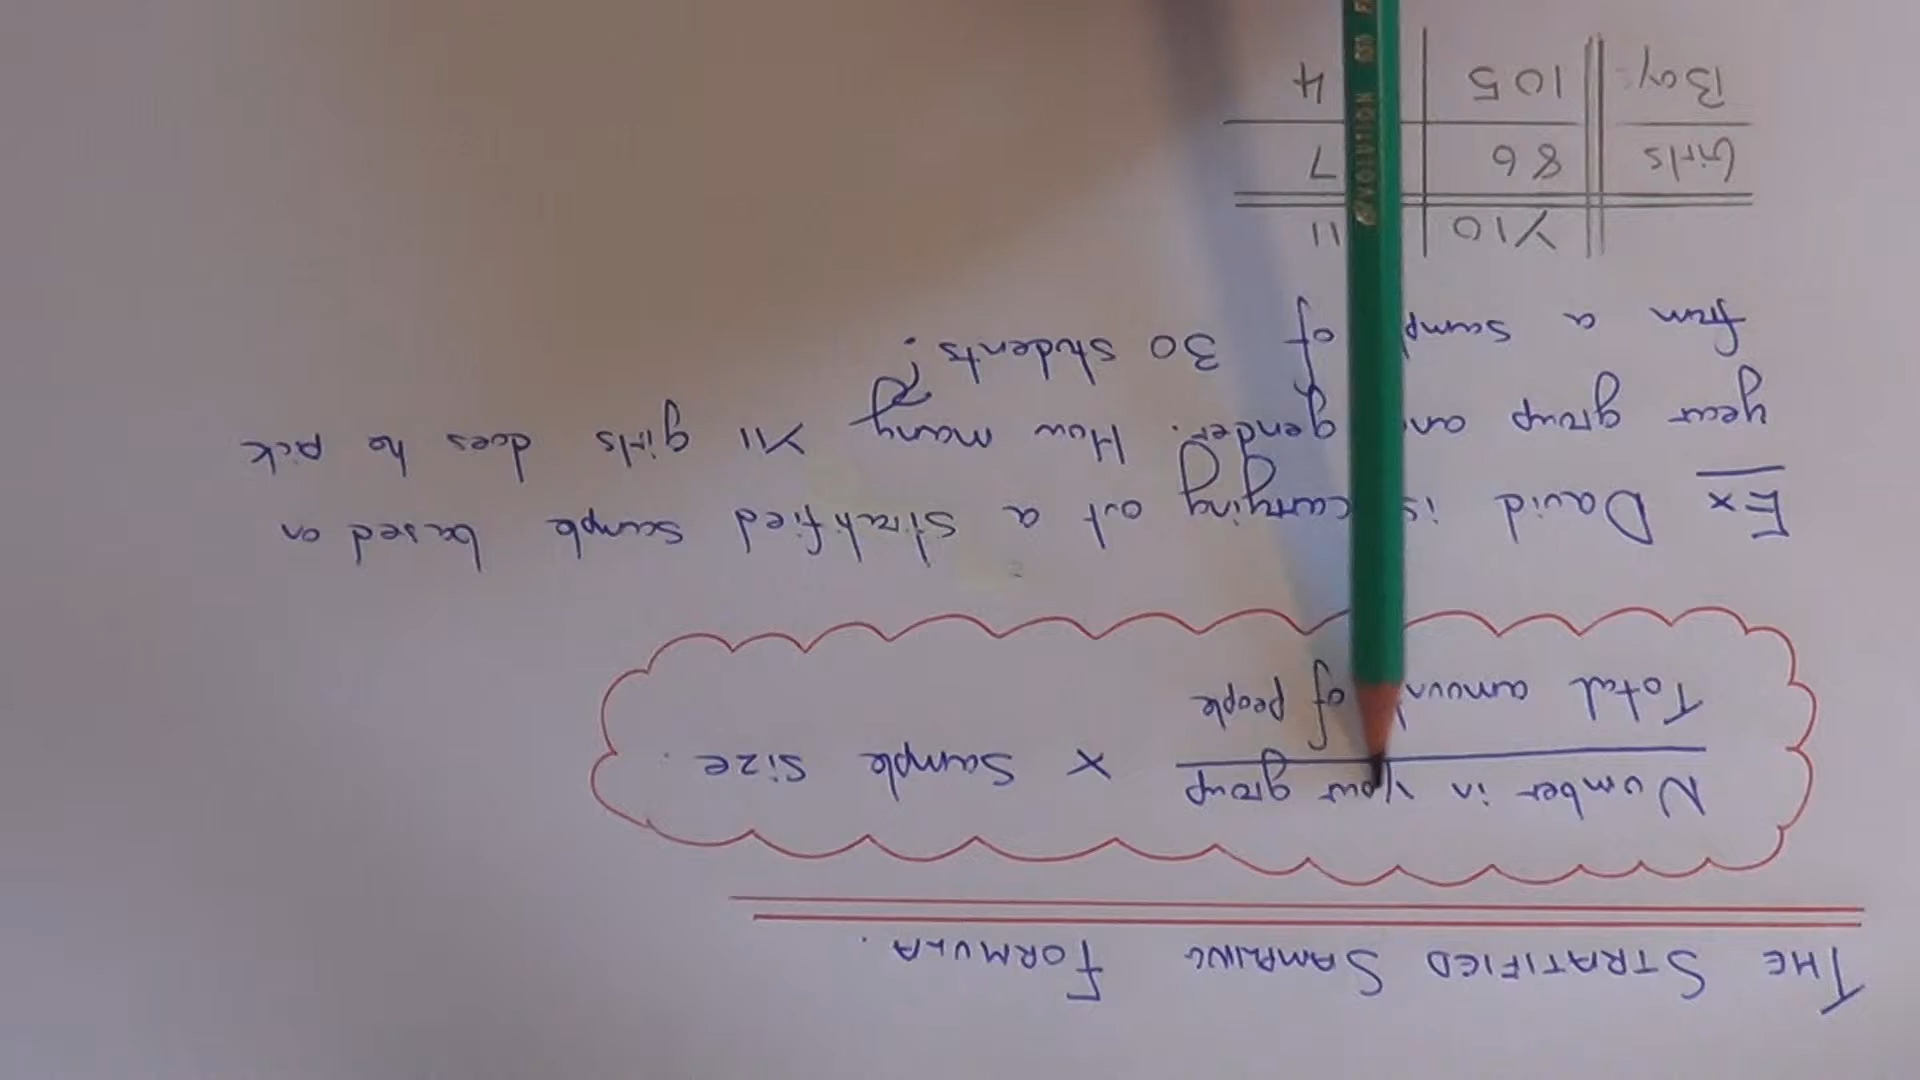 THE STRATIFIED SAMPLING FORMULA.
Number in your group
Total amount of people
x Sample Size.
Ex David is carrying out a stratified sample based on
year group and gender. How many Y11 girls does he pick
from a sample of 30 students?
Y10 11
Girls 86 7
Boys 105 4